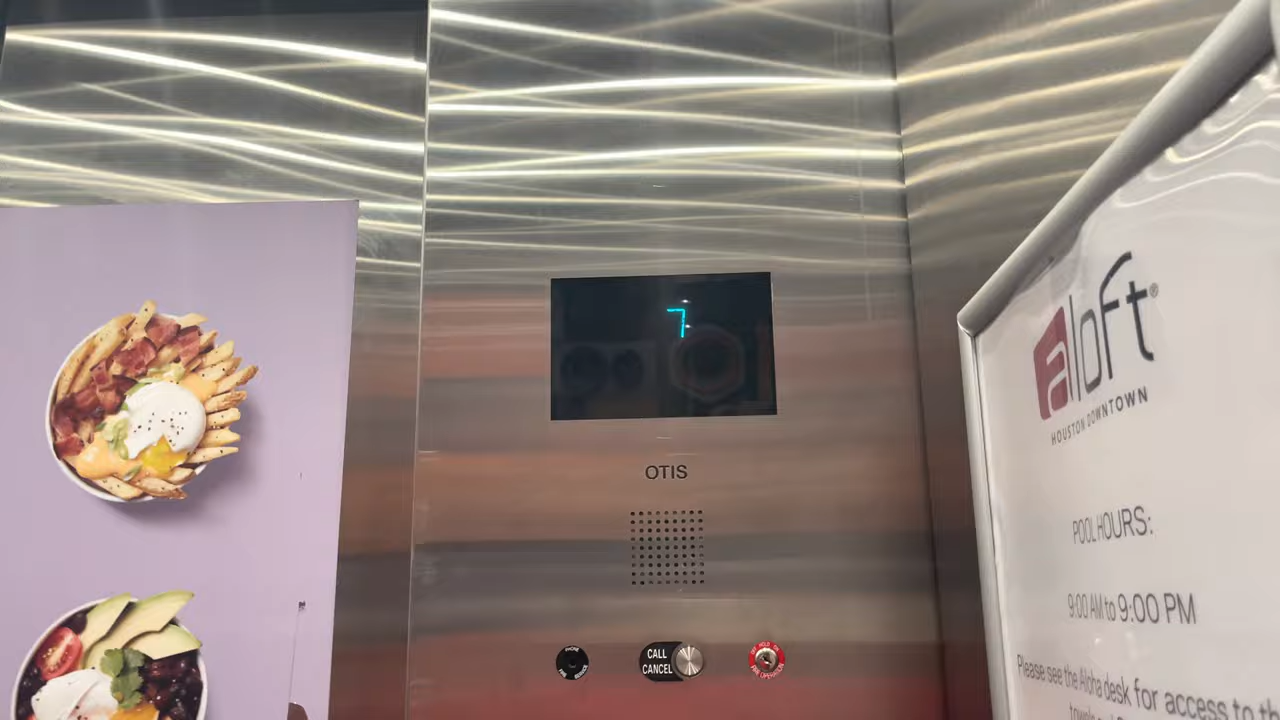 7
OTIS
CALL
CANCEL
aloft®
HOUSTON DOWNTOWN
POOL HOURS:
9:00 AM to 9:00 PM
Please see the Aloha desk for access to th